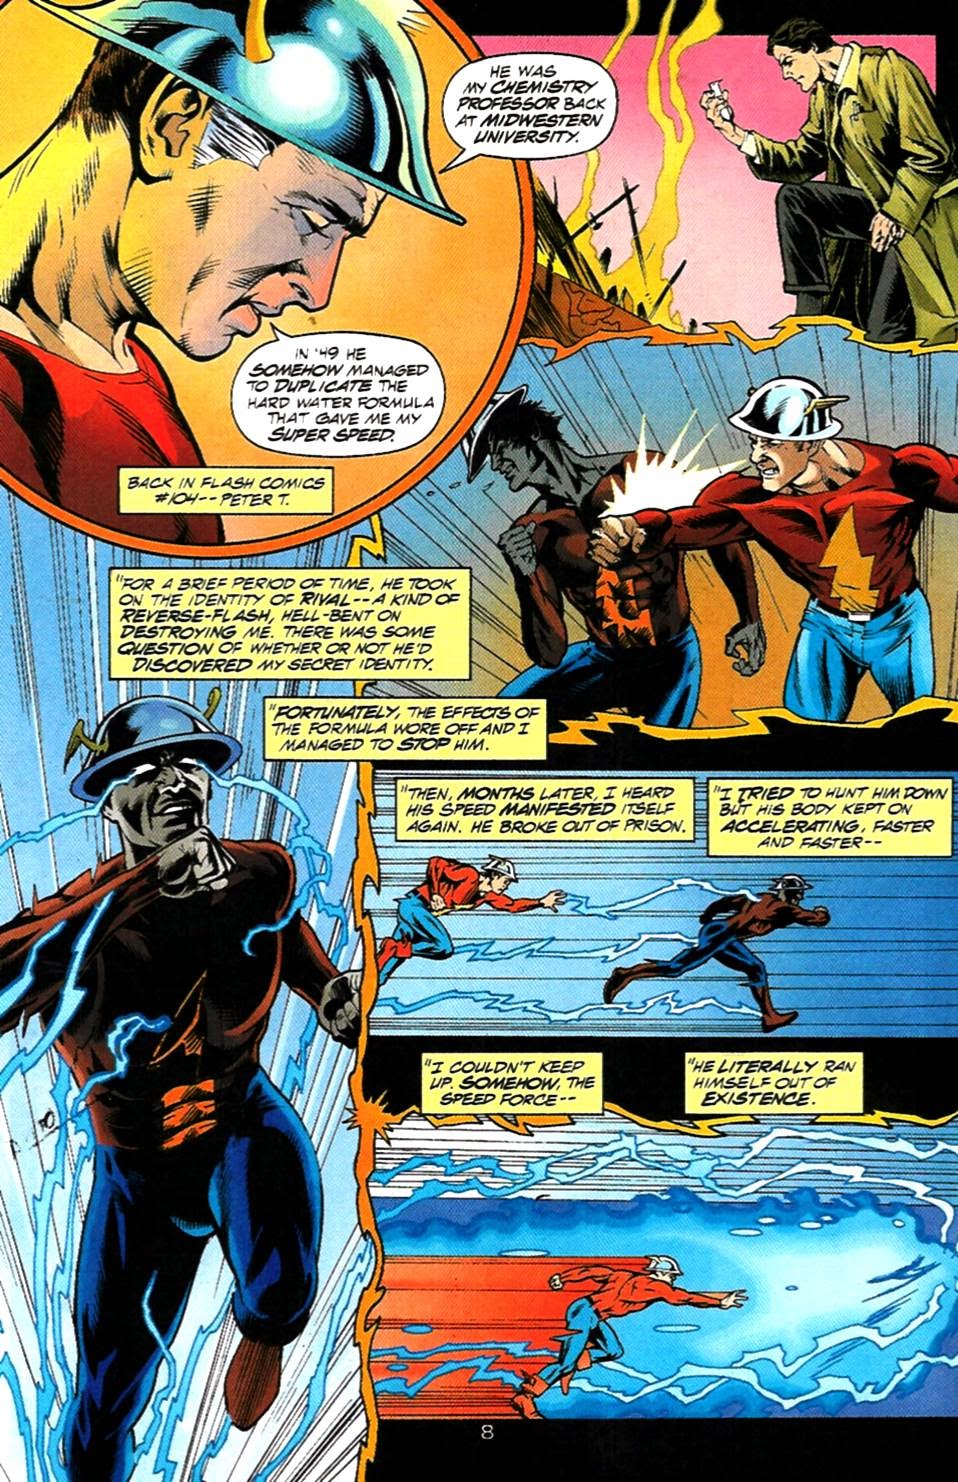 HE WAS
MY CHEMISTRY
PROFESSOR BACK
AT MIDWESTERN
UNIVERSITY.
IN '49 HE
SOMEHOW MANAGED
TO DUPLICATE THE
HARD WATER FORMULA
THAT GAVE ME MY
SUPER SPEED.
BACK IN FLASH COMICS
#104-- PETER T.
"FOR A BRIEF PERIOD OF TIME, HE TOOK
ON THE IDENTITY OF RIVAL-- A KIND OF
REVERSE-FLASH, HELL-BENT ON
DESTROYING ME. THERE WAS SOME
QUESTION OF WHETHER OR NOT HE'D
DISCOVERED MY SECRET IDENTITY.
"FORTUNATELY, THE EFFECTS OF
THE FORMULA WORE OFF AND I
MANAGED TO STOP HIM.
"THEN, MONTHS LATER, I HEARD
HIS SPEED MANIFESTED ITSELF
AGAIN. HE BROKE OUT OF PRISON.
"I TRIED TO HUNT HIM DOWN
BUT HIS BODY KEPT ON
ACCELERATING, FASTER
AND FASTER--
"I COULDN'T KEEP
UP. SOMEHOW, THE
SPEED FORCE--
"HE LITERALLY RAN
HIMSELF OUT OF
EXISTENCE.
8